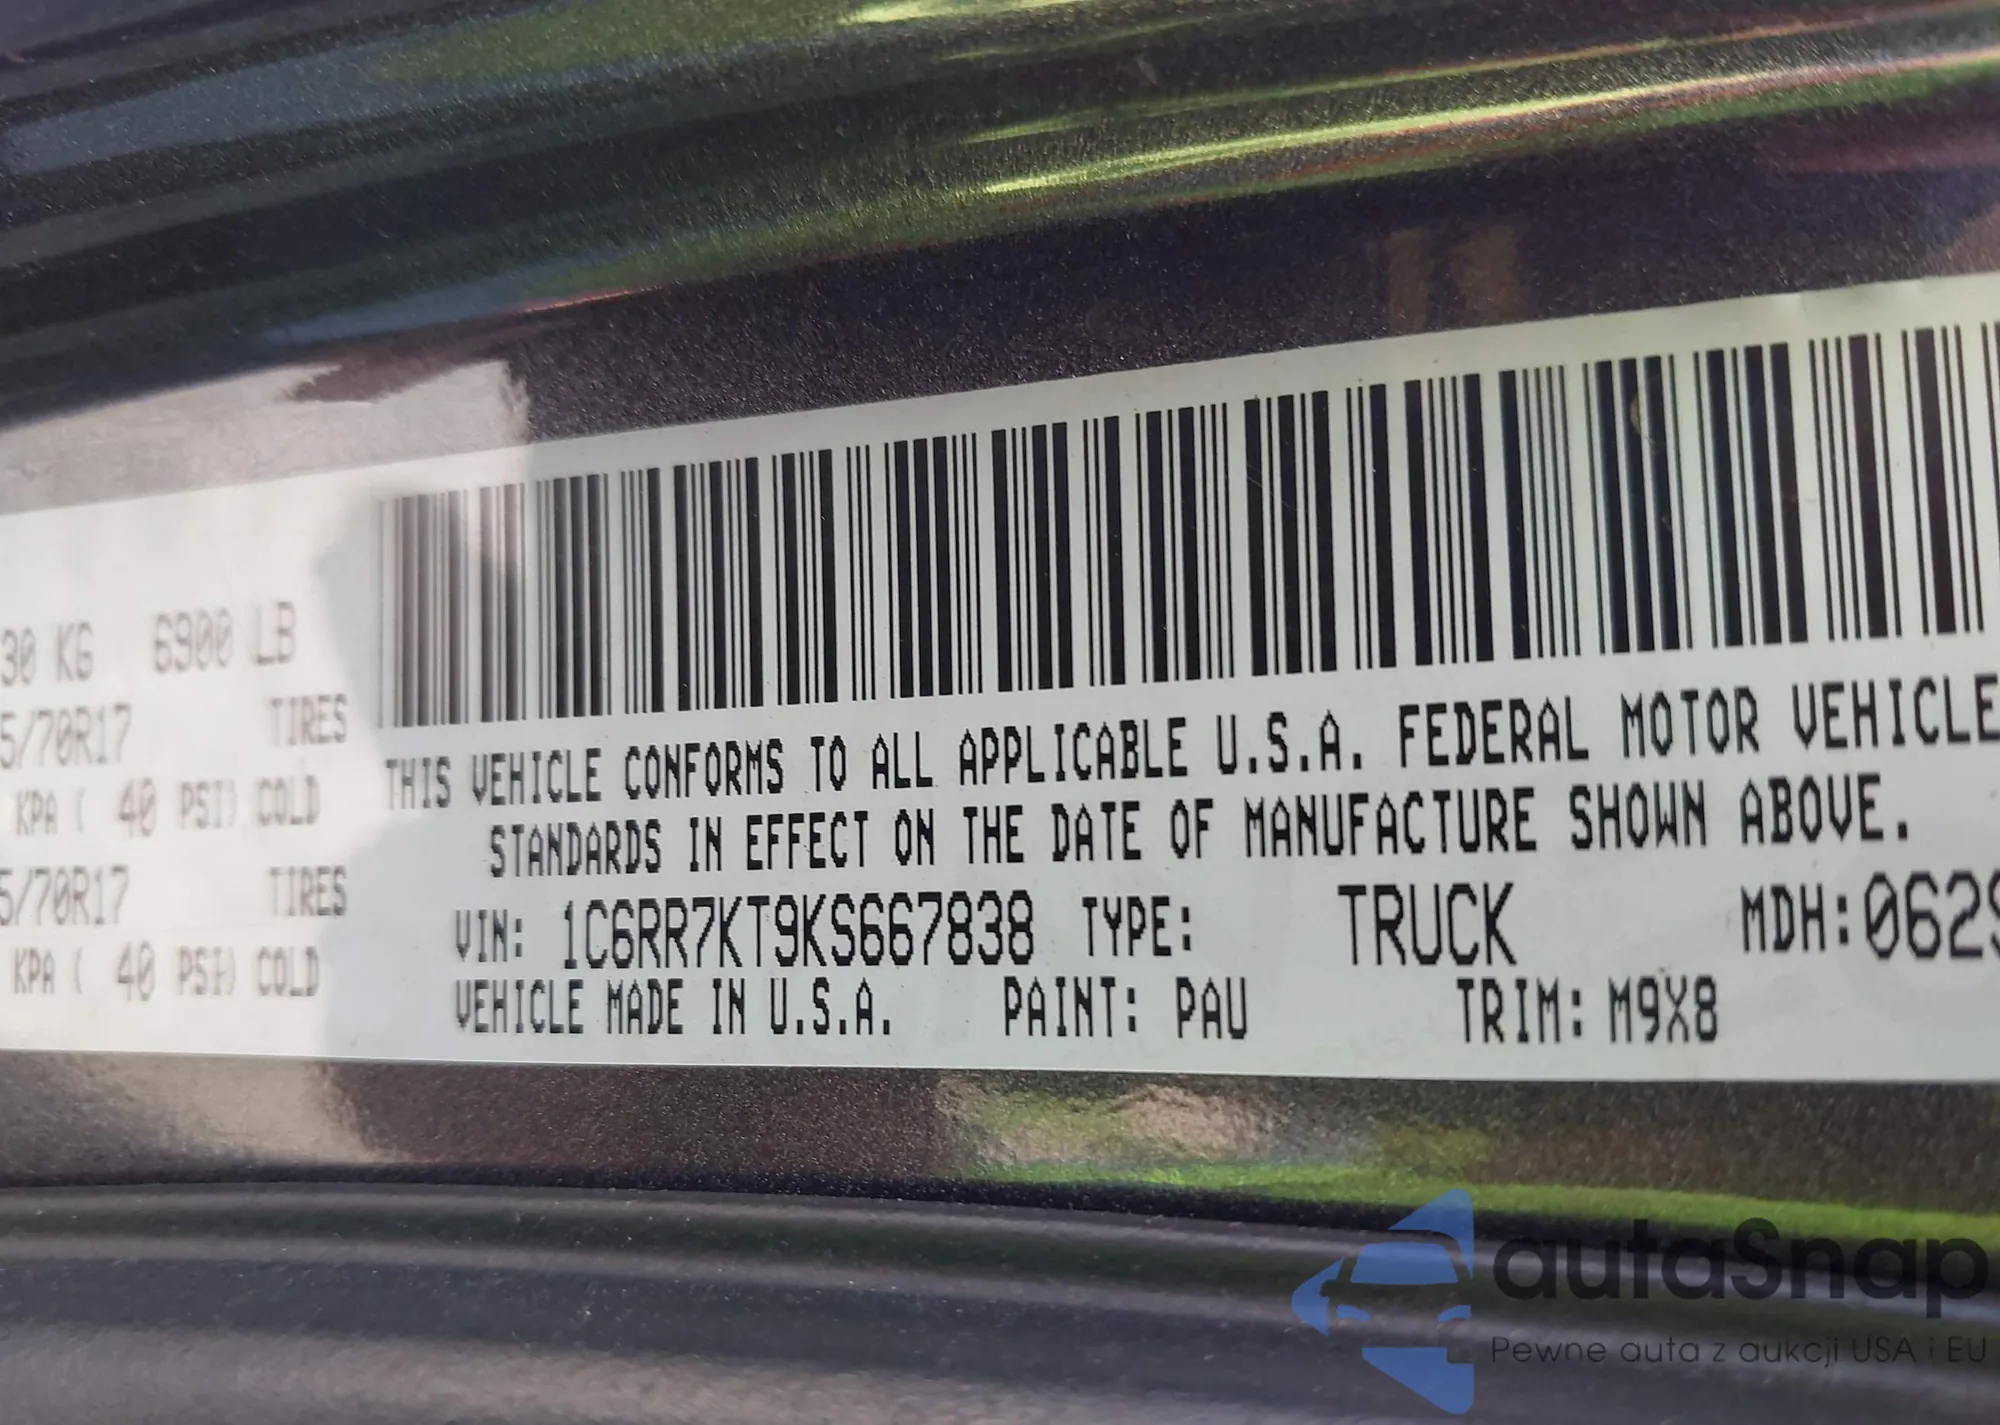 30 KG 6900 LB
5/70R17 TIRES
KPA ( 40 PSI) COLD
5/70R17 TIRES
KPA ( 40 PSI) COLD
THIS VEHICLE CONFORMS TO ALL APPLICABLE U.S.A. FEDERAL MOTOR VEHICLE
STANDARDS IN EFFECT ON THE DATE OF MANUFACTURE SHOWN ABOVE.
VIN: 1C6RR7KT9KS667838 TYPE: TRUCK MDH:0629
VEHICLE MADE IN U.S.A. PAINT: PAU TRIM: M9X8
autaSnap
Pewne auta z aukcji USA i EU